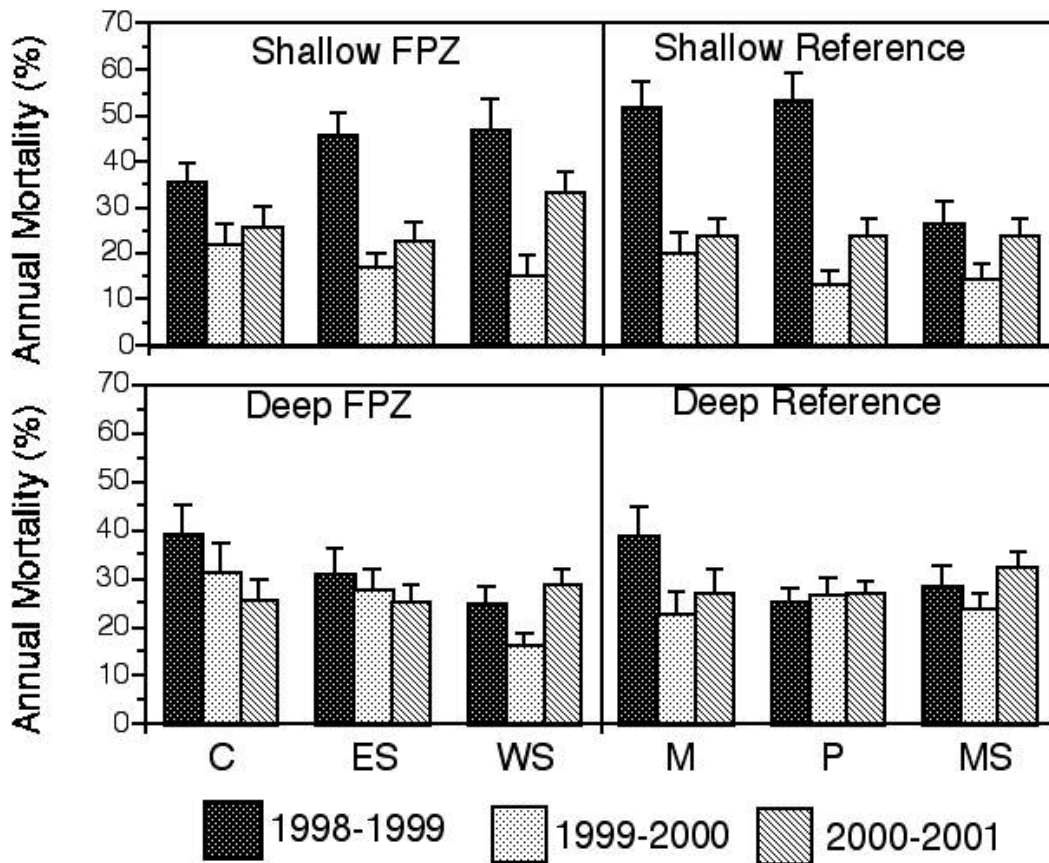 Annual Mortality (%)
70
60
50
40
30
20
10
0
Shallow FPZ
Shallow Reference
Annual Mortality (%)
70
60
50
40
30
20
10
0
Deep FPZ
Deep Reference
C ES WS M P MS
1998-1999 1999-2000 2000-2001